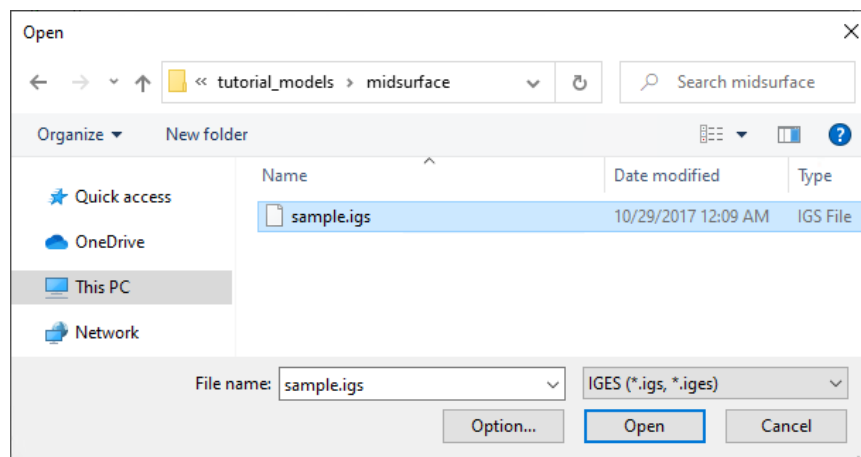 Open
« tutorial_models > midsurface
Search midsurface
Organize
New folder
Name
Date modified
Type
Quick access
sample.igs
10/29/2017 12:09 AM
IGS File
OneDrive
This PC
Network
File name:
sample.igs
IGES (*.igs, *.iges)
Option...
Open
Cancel